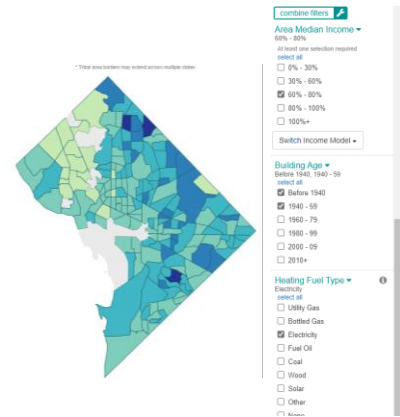 combine filters
Area Median Income
60% - 80%
At least one selection required
select all
0% - 30%
30% - 60%
60% - 80%
80% - 100%
100%+
Switch Income Model
* Tribal area borders may extend across multiple states
Building Age
Before 1940, 1940 - 59
select all
Before 1940
1940 - 59
1960 - 79
1980 - 99
2000 - 09
2010+
Heating Fuel Type
Electricity
select all
Utility Gas
Bottled Gas
Electricity
Fuel Oil
Coal
Wood
Solar
Other
None